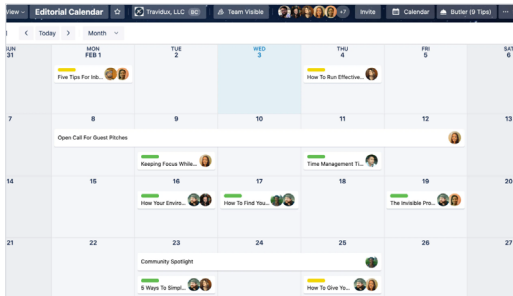 View Editorial Calendar Travidux, LLC BC Team Visible +7 Invite Calendar Butler (9 Tips) ...
Today Month
SUN MON TUE WED THU FRI SAT
31 FEB 1 2 3 4 5 6
Five Tips For Inb... How To Run Effective...
7 8 9 10 11 12 13
Open Call For Guest Pitches
Keeping Focus While... Time Management Ti...
14 15 16 17 18 19 20
How Your Enviro... How To Find You... The Invisible Pro...
21 22 23 24 25 26 27
Community Spotlight
5 Ways To Simpl... How To Give Yo...